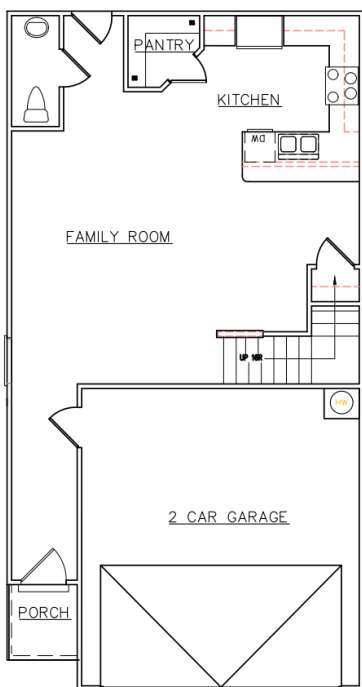 PANTRY
KITCHEN
DW
FAMILY ROOM
UP 16R
HW
2 CAR GARAGE
PORCH